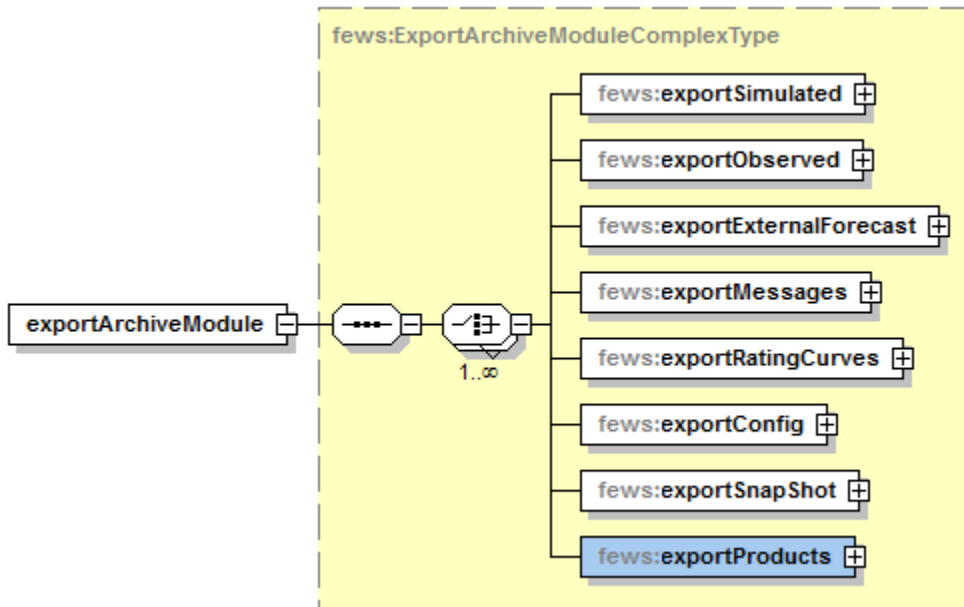 fews:ExportArchiveModuleComplexType
fews:exportSimulated
fews:exportObserved
fews:exportExternalForecast
fews:exportMessages
exportArchiveModule
1..∞
fews:exportRatingCurves
fews:exportConfig
fews:exportSnapShot
fews:exportProducts